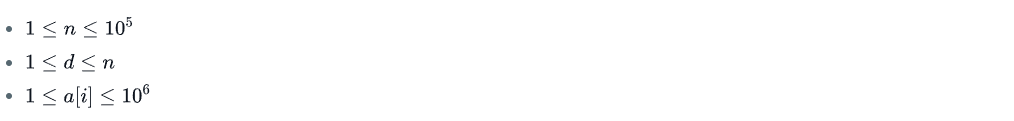 • 1 ≤ n ≤ 10⁵
• 1 ≤ d ≤ n
• 1 ≤ a[i] ≤ 10⁶